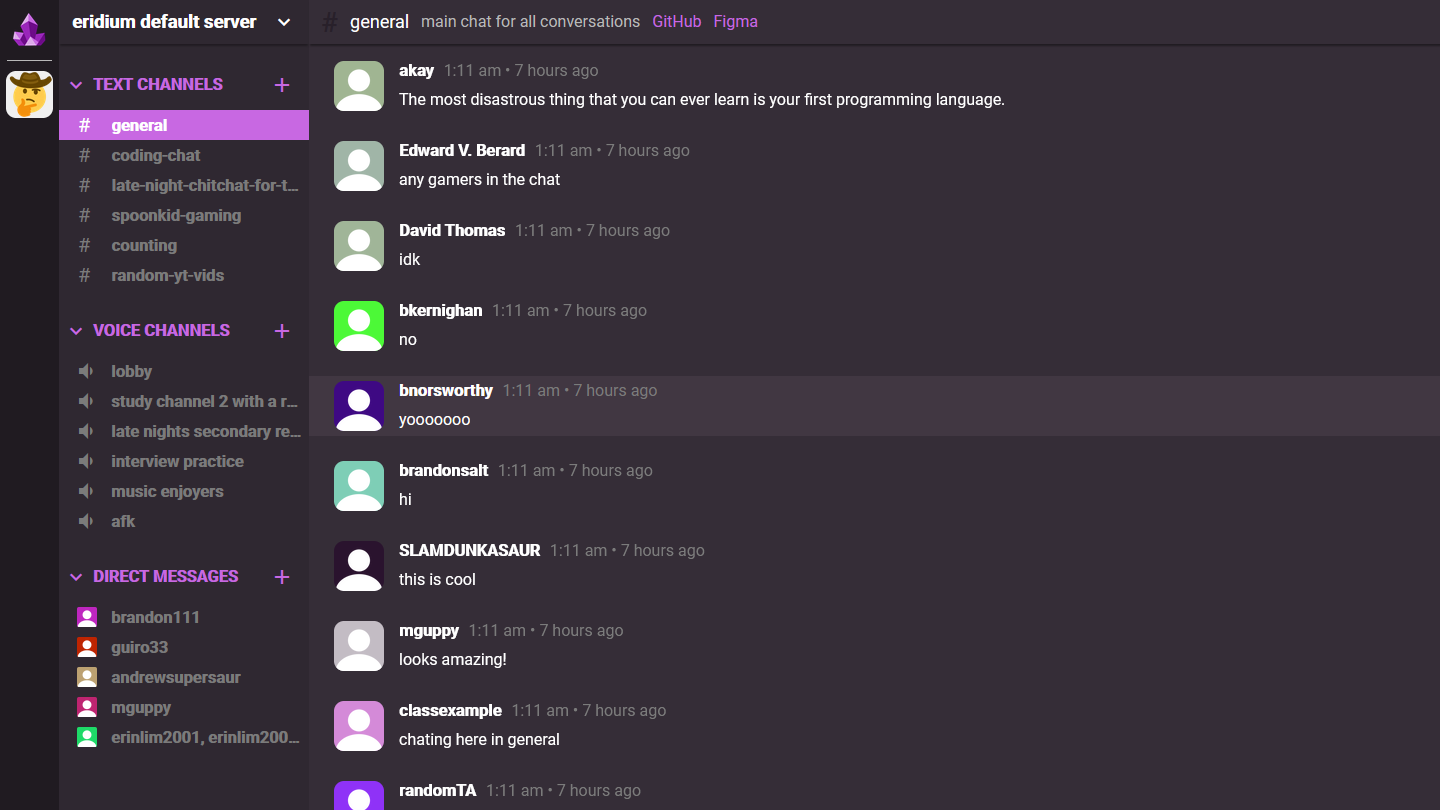 eridium default server
TEXT CHANNELS +
# general
# coding-chat
# late-night-chitchat-for-t...
# spoonkid-gaming
# counting
# random-yt-vids
VOICE CHANNELS +
lobby
study channel 2 with a r...
late nights secondary re...
interview practice
music enjoyers
afk
DIRECT MESSAGES +
brandon111
guiro33
andrewsupersaur
mguppy
erinlim2001, erinlim200...
# general main chat for all conversations GitHub Figma
akay 1:11 am • 7 hours ago
The most disastrous thing that you can ever learn is your first programming language.
Edward V. Berard 1:11 am • 7 hours ago
any gamers in the chat
David Thomas 1:11 am • 7 hours ago
idk
bkernighan 1:11 am • 7 hours ago
no
bnorsworthy 1:11 am • 7 hours ago
yooooooo
brandonsalt 1:11 am • 7 hours ago
hi
SLAMDUNKASAUR 1:11 am • 7 hours ago
this is cool
mguppy 1:11 am • 7 hours ago
looks amazing!
classexample 1:11 am • 7 hours ago
chating here in general
randomTA 1:11 am • 7 hours ago